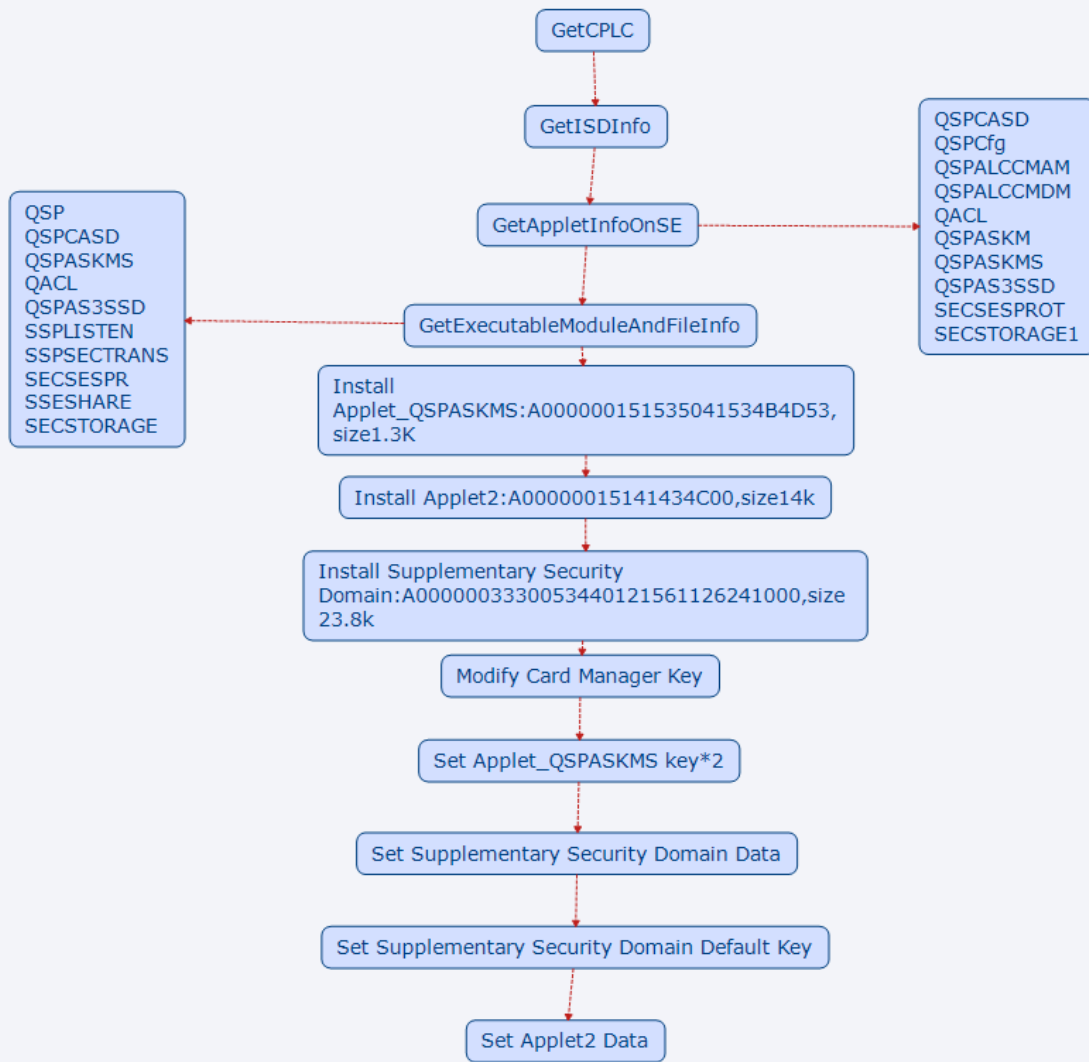 GetCPLC
GetISDInfo
QSPCASD
QSPCfg
QSPALCCMAM
QSPALCCMDM
QACL
QSPASKM
QSPASKMS
QSPAS3SSD
SECSESPROT
SECSTORAGE1
GetAppletInfoOnSE
QSP
QSPCASD
QSPASKMS
QACL
QSPAS3SSD
SSPLISTEN
SSPSECTRANS
SECSESPR
SSESHARE
SECSTORAGE
GetExecutableModuleAndFileInfo
Install
Applet_QSPASKMS:A000000151535041534B4D53,
size1.3K
Install Applet2:A00000015141434C00,size14k
Install Supplementary Security
Domain:A0000003330053440121561126241000,size
23.8k
Modify Card Manager Key
Set Applet_QSPASKMS key*2
Set Supplementary Security Domain Data
Set Supplementary Security Domain Default Key
Set Applet2 Data